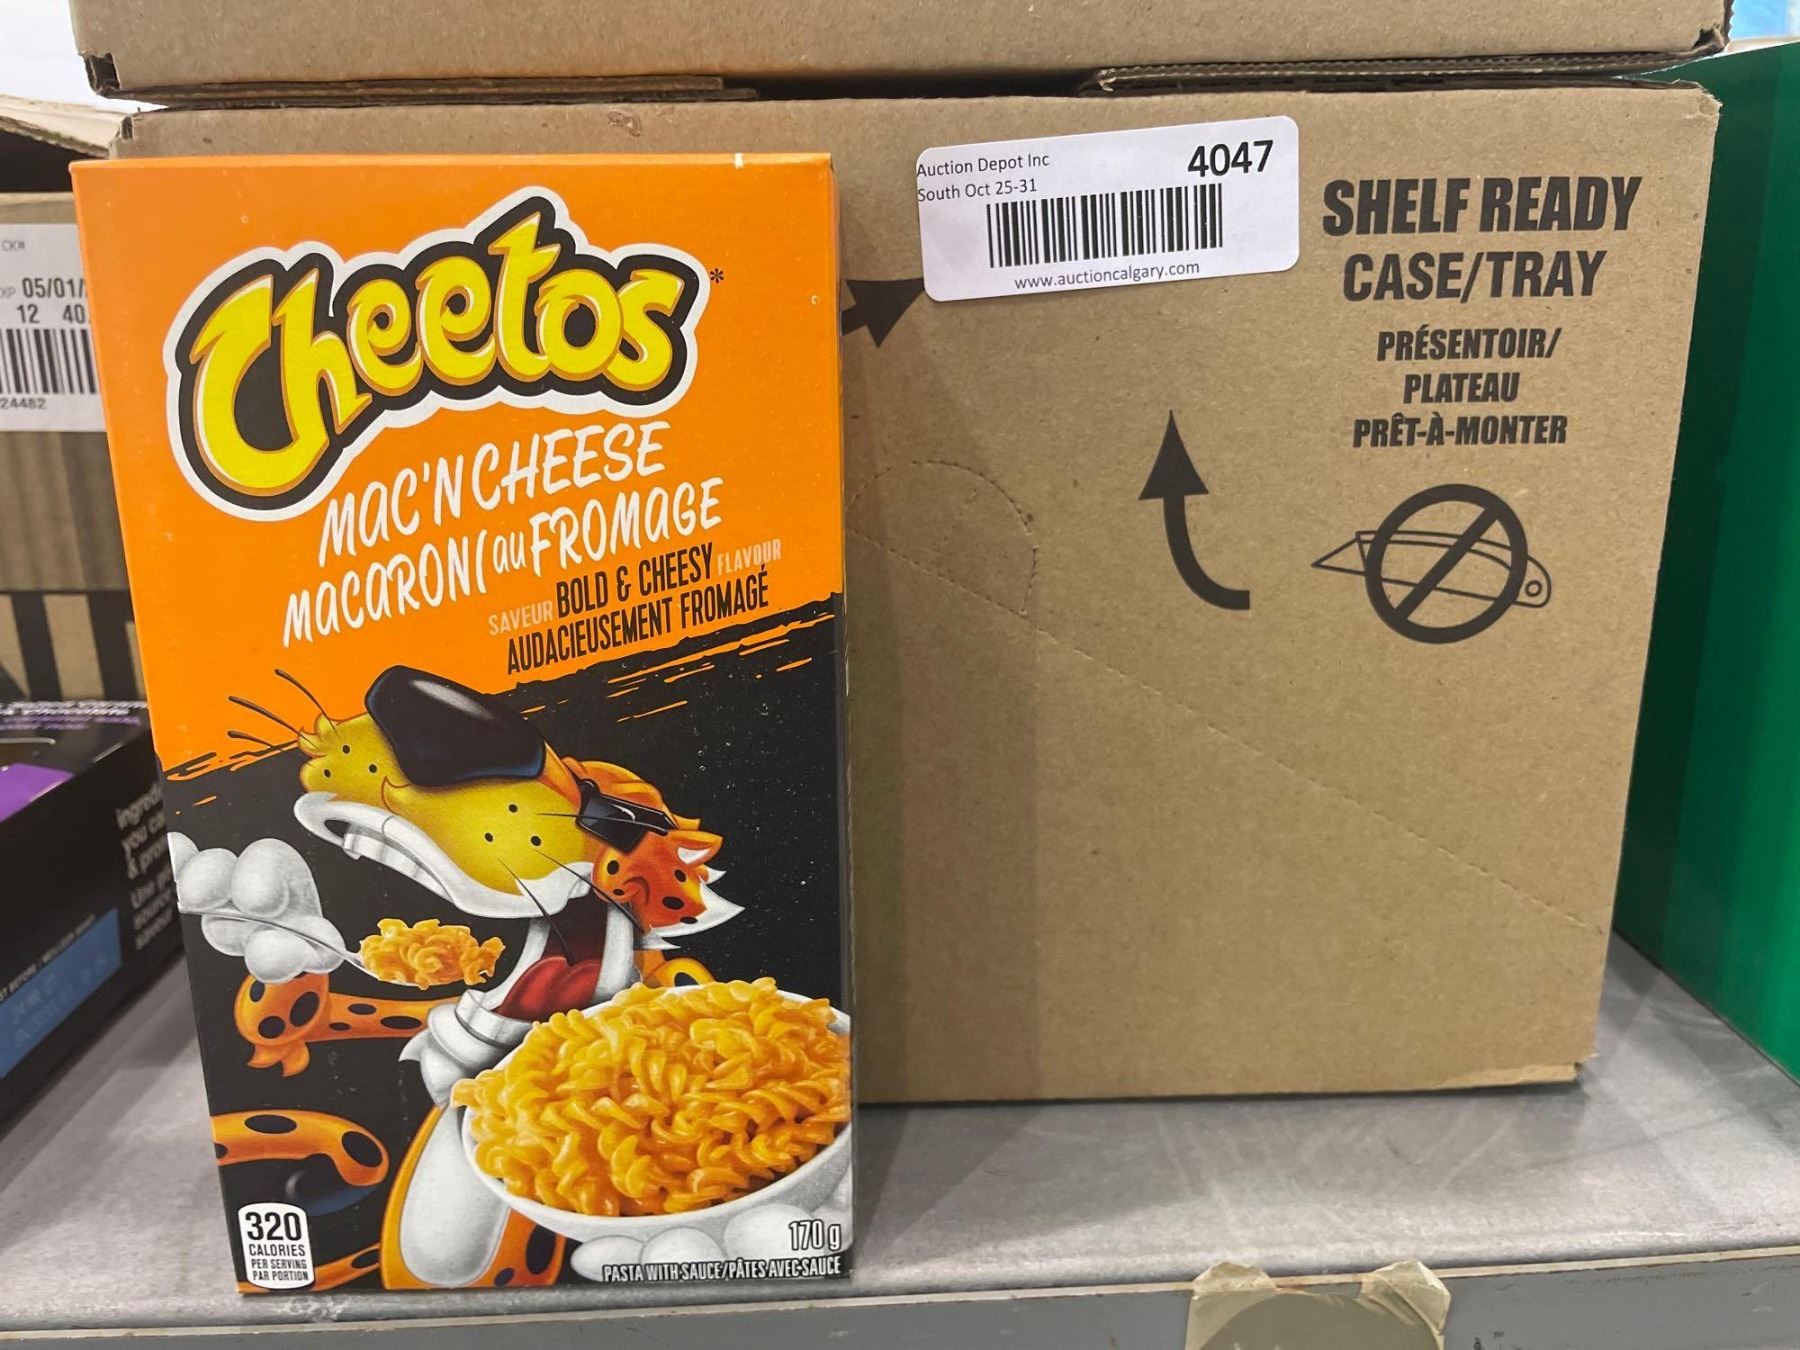 Cheetos*
MAC'N CHEESE
MACARONI au FROMAGE
SAVEUR BOLD & CHEESY FLAVOUR
AUDACIEUSEMENT FROMAGÉ
320
CALORIES
PER SERVING
PAR PORTION
170 g
PASTA WITH SAUCE/PÂTES AVEC SAUCE
Auction Depot Inc
4047
South Oct 25-31
www.auctioncalgary.com
SHELF READY
CASE/TRAY
PRÉSENTOIR/
PLATEAU
PRÊT-À-MONTER
05/01/
12 40
24482